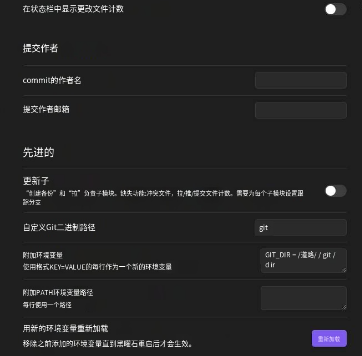 在状态栏中显示更改文件计数
提交作者
commit的作者名
提交作者邮箱
先进的
更新子
"创建备份" 和 "拉" 负责子模块。缺失功能:冲突文件，拉/推/提交文件计数。需要为每个子模块设置跟
踪分支
自定义Git二进制路径
git
附加环境变量
使用格式KEY=VALUE的每行作为一个新的环境变量
GIT_DIR = /道路/ / git /
dir
附加PATH环境变量路径
每行使用一个路径
用新的环境变量重新加载
移除之前添加的环境变量直到黑曜石重启后才会生效。
重新加载